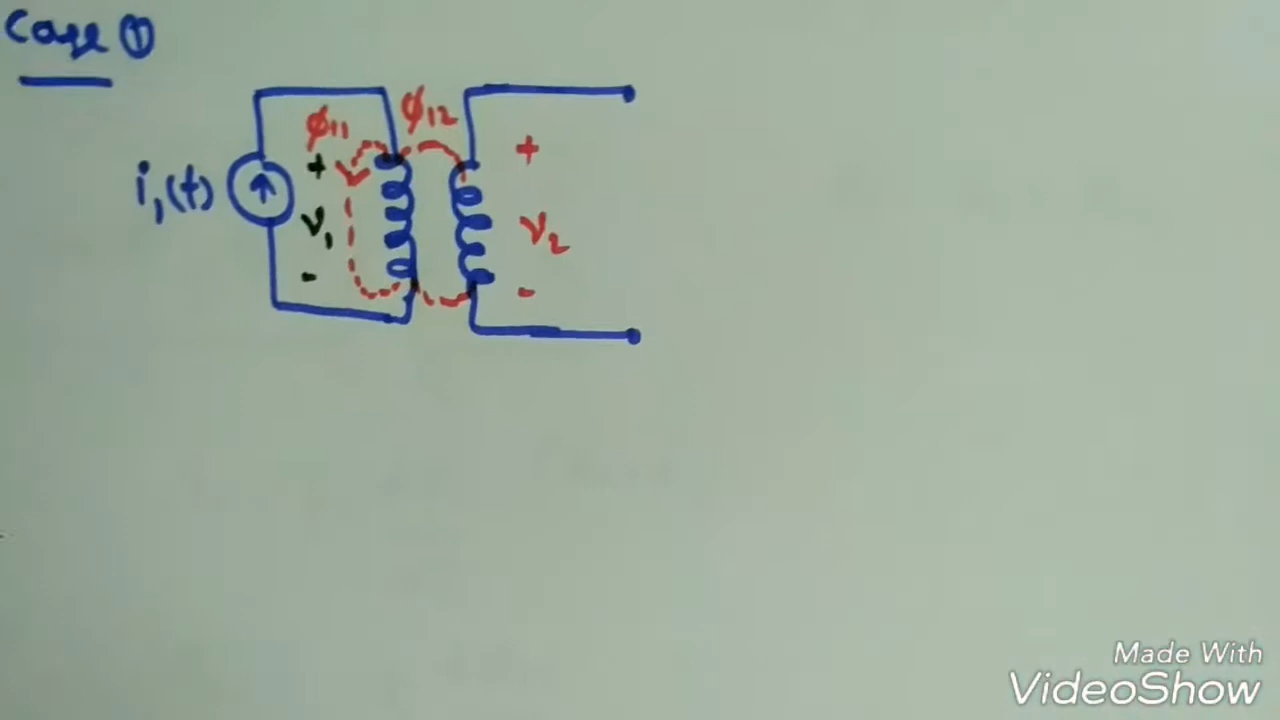 Case ①
ϕ11 ϕ12
+ +
i1(t) v1 v2
- -
Made With
VideoShow